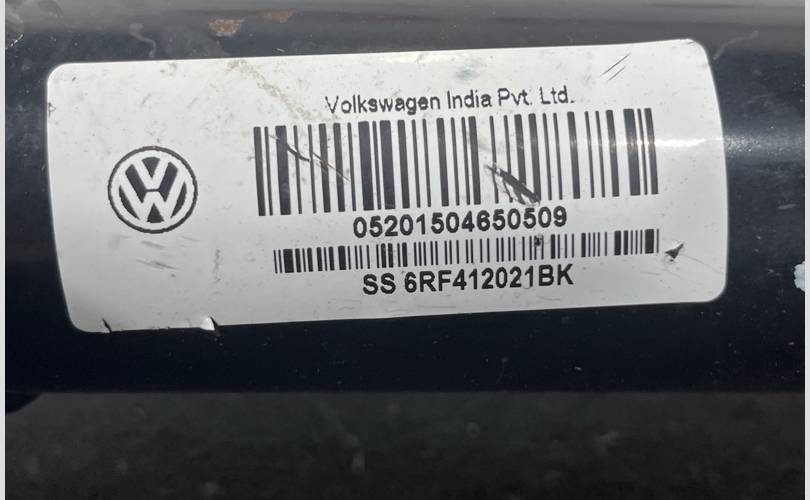 Volkswagen India Pvt. Ltd.
05201504650509
SS 6RF412021BK